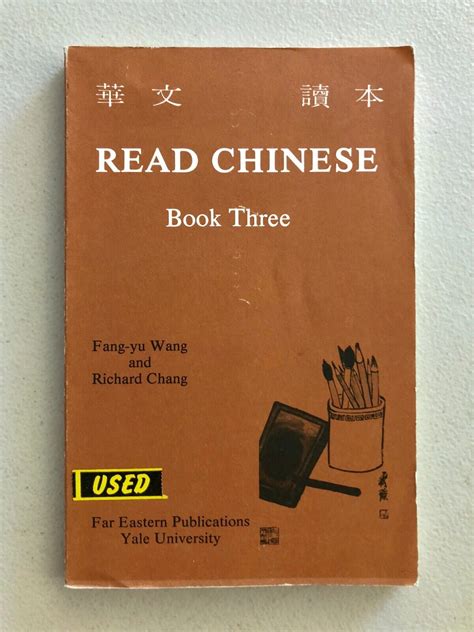 華文 讀本
READ CHINESE
Book Three
Fang-yu Wang
and
Richard Chang
USED
Far Eastern Publications
Yale University